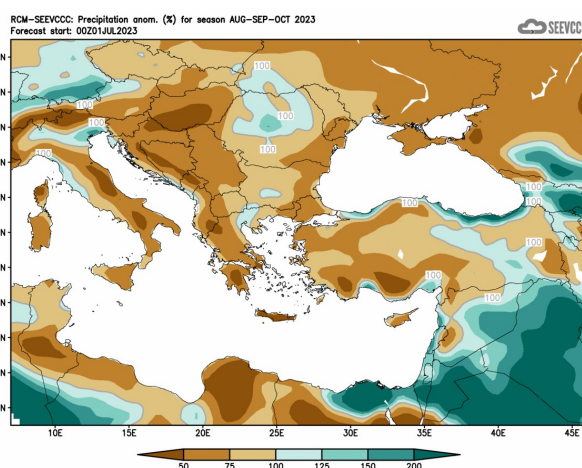 RCM-SEEVCCC: Precipitation anom. (%) for season AUG-SEP-OCT 2023
Forecast start: 00Z01JUL2023
SEEVCC
100
100
100
100
100
100
100
100
100
100
100
100
100
N
N
N
N
N
N
N
N
N
N
N
10E 15E 20E 25E 30E 35E 40E 45E
50 75 100 125 150 200